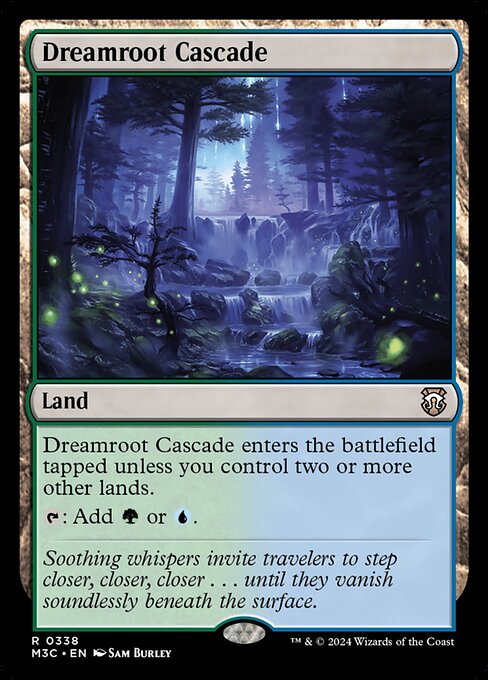 Dreamroot Cascade
Land
Dreamroot Cascade enters the battlefield
tapped unless you control two or more
other lands.
: Add or .
Soothing whispers invite travelers to step
closer, closer, closer . . . until they vanish
soundlessly beneath the surface.
R 0338
M3C • EN Sam Burley
™ & © 2024 Wizards of the Coast